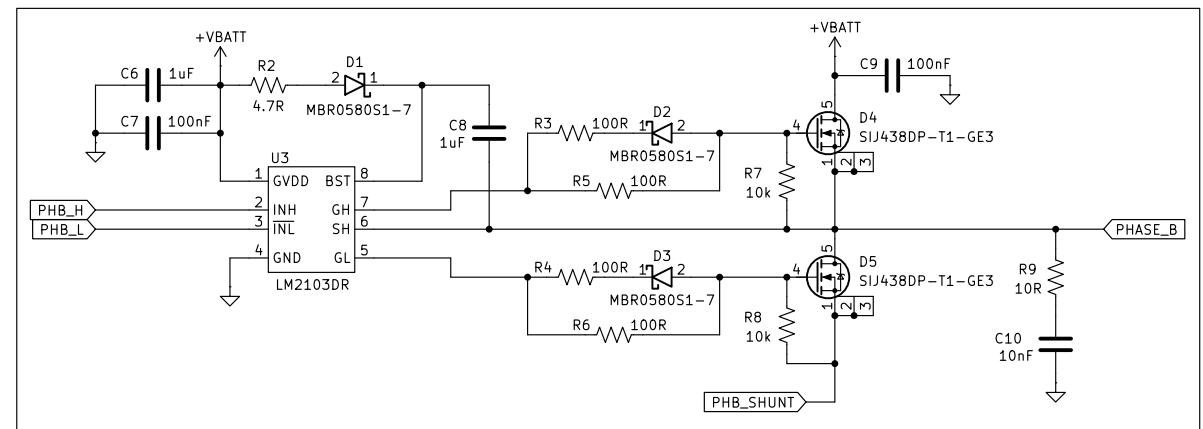 +VBATT
+VBATT
C6 1uF
R2
4.7R
D1
2 1
MBR0580S1-7
C9 100nF
C7 100nF
C8
1uF
R3 100R
D2
1 2
MBR0580S1-7
5
4
D4
SIJ438DP-T1-GE3
1 2 3
R5 100R
R7
10k
U3
1 GVDD BST 8
PHB_H 2 INH GH 7
PHB_L 3 INL SH 6
4 GND GL 5
LM2103DR
PHASE_B
R4 100R
D3
1 2
MBR0580S1-7
5
4
D5
SIJ438DP-T1-GE3
1 2 3
R6 100R
R8
10k
R9
10R
C10
10nF
PHB_SHUNT